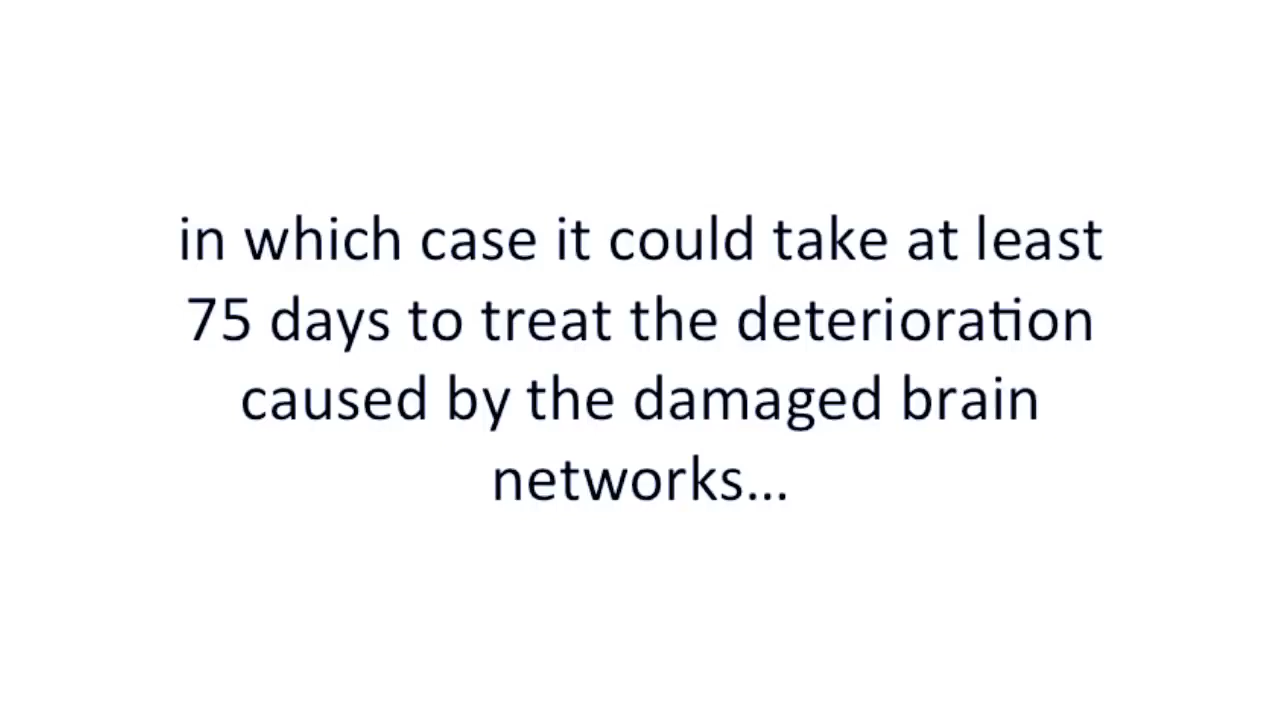 in which case it could take at least
75 days to treat the deterioration
caused by the damaged brain
networks...